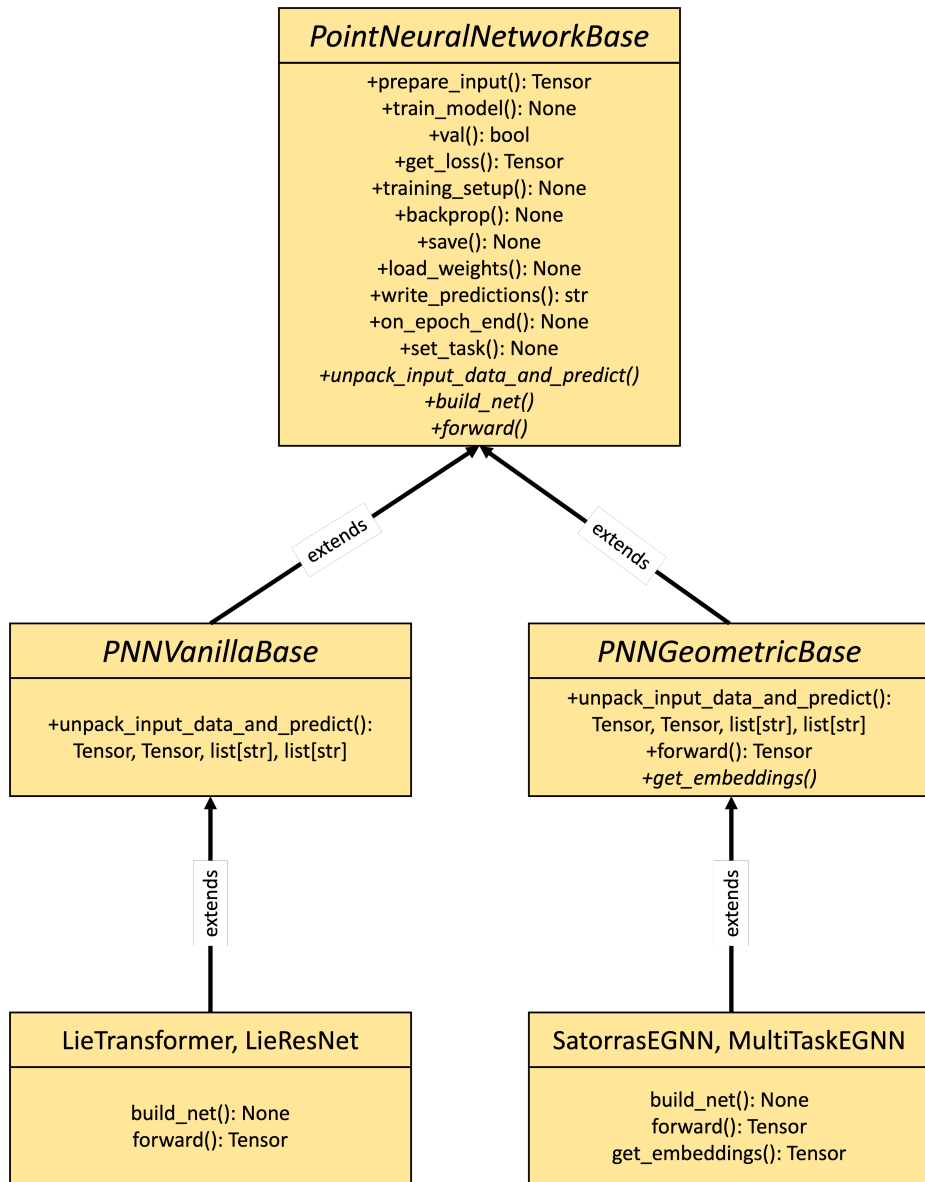 PointNeuralNetworkBase
+prepare_input(): Tensor
+train_model(): None
+val(): bool
+get_loss(): Tensor
+training_setup(): None
+backprop(): None
+save(): None
+load_weights(): None
+write_predictions(): str
+on_epoch_end(): None
+set_task(): None
+unpack_input_data_and_predict()
+build_net()
+forward()
extends
extends
PNNVanillaBase
+unpack_input_data_and_predict():
Tensor, Tensor, list[str], list[str]
PNNGeometricBase
+unpack_input_data_and_predict():
Tensor, Tensor, list[str], list[str]
+forward(): Tensor
+get_embeddings()
extends
extends
LieTransformer, LieResNet
build_net(): None
forward(): Tensor
SatorrasEGNN, MultiTaskEGNN
build_net(): None
forward(): Tensor
get_embeddings(): Tensor